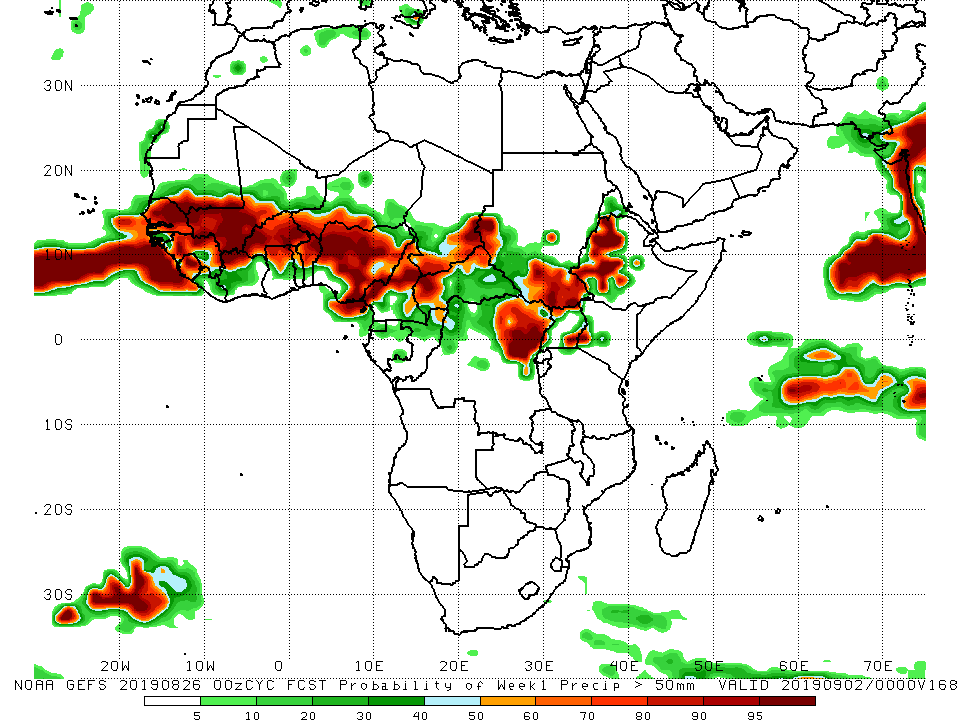 30N
20N
10N
0
10S
20S
30S
20W 10W 0 10E 20E 30E 40E 50E 60E 70E
NOAA GEFS 20190826 00zCYC FCST Probability of Week1 Precip > 50mm VALID 20190902/0000V168
5 10 20 30 40 50 60 70 80 90 95